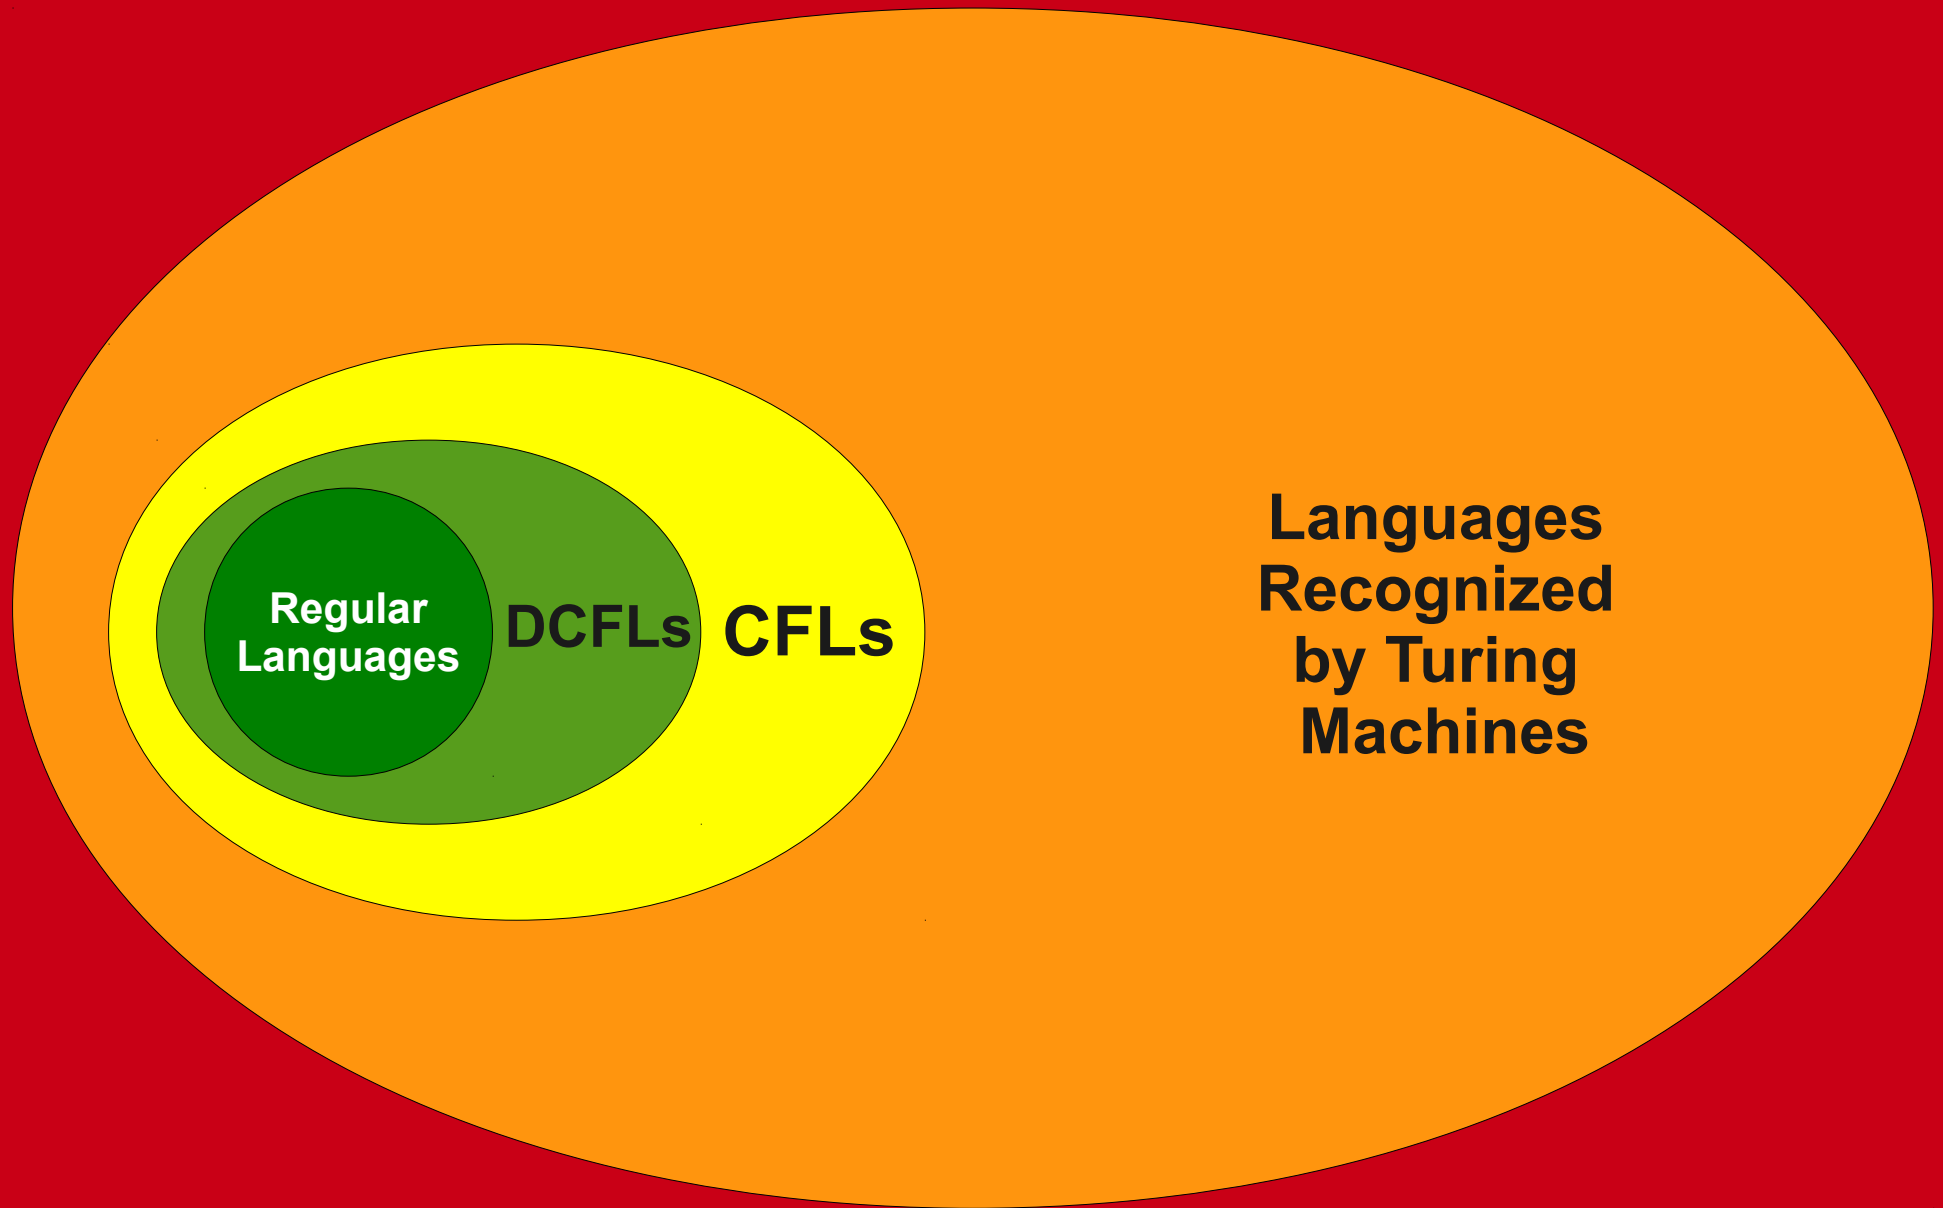 Regular
Languages
DCFLs
CFLs
Languages
Recognized
by Turing
Machines